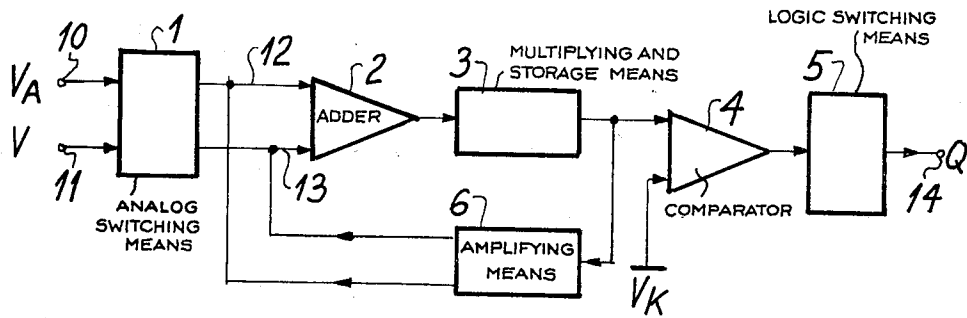 LOGIC SWITCHING
MEANS
10
1
12
2
MULTIPLYING AND
STORAGE MEANS
3
5
4
V_A
ADDER
V
Q
11
13
14
ANALOG
SWITCHING
MEANS
6
COMPARATOR
AMPLIFYING
MEANS
V_K